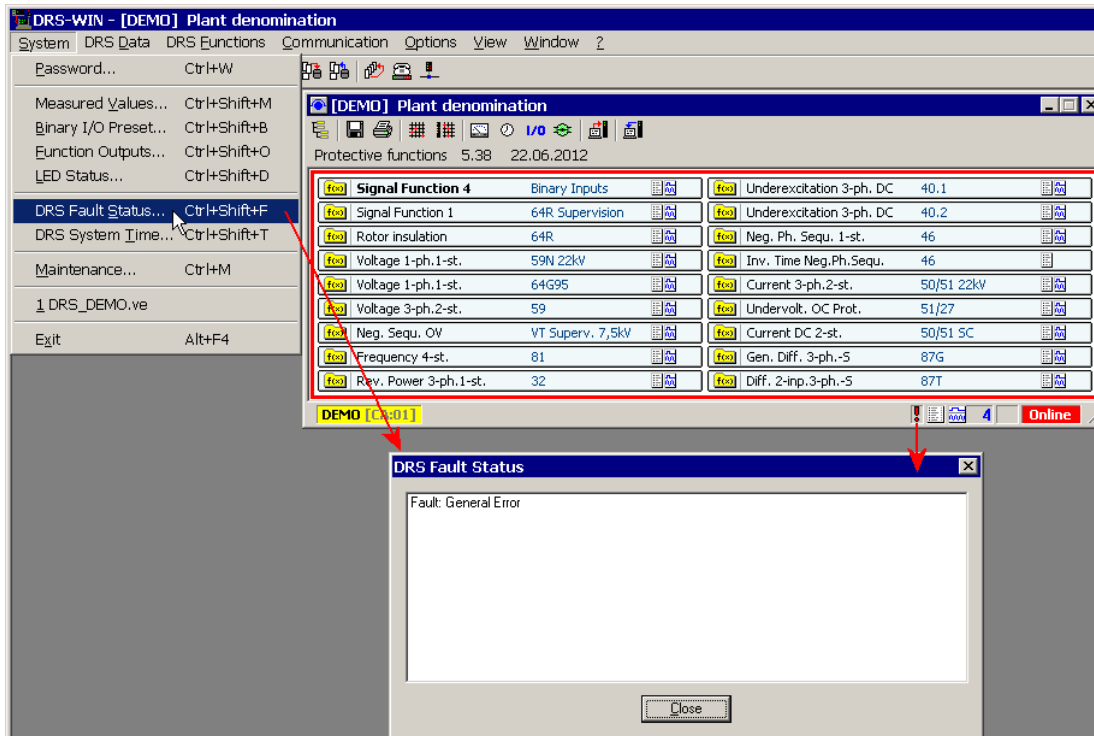 DRS-WIN - [DEMO] Plant denomination
System DRS Data DRS Functions Communication Options View Window ?
Password... Ctrl+W
Measured Values... Ctrl+Shift+M
Binary I/O Preset... Ctrl+Shift+B
Function Outputs... Ctrl+Shift+O
LED Status... Ctrl+Shift+D
DRS Fault Status... Ctrl+Shift+F
DRS System Time... Ctrl+Shift+T
Maintenance... Ctrl+M
1 DRS_DEMO.ve
Exit Alt+F4
[DEMO] Plant denomination
I/O
Protective functions 5.38 22.06.2012
f(x) Signal Function 4 Binary Inputs
f(x) Signal Function 1 64R Supervision
f(x) Rotor insulation 64R
f(x) Voltage 1-ph.1-st. 59N 22kV
f(x) Voltage 1-ph.1-st. 64G95
f(x) Voltage 3-ph.2-st. 59
f(x) Neg. Sequ. OV VT Superv. 7,5kV
f(x) Frequency 4-st. 81
f(x) Rev. Power 3-ph.1-st. 32
f(x) Underexcitation 3-ph. DC 40.1
f(x) Underexcitation 3-ph. DC 40.2
f(x) Neg. Ph. Sequ. 1-st. 46
f(x) Inv. Time Neg.Ph.Sequ. 46
f(x) Current 3-ph.2-st. 50/51 22kV
f(x) Undervolt. OC Prot. 51/27
f(x) Current DC 2-st. 50/51 SC
f(x) Gen. Diff. 3-ph.-S 87G
f(x) Diff. 2-inp.3-ph.-S 87T
DEMO [CA:01] 4 Online
DRS Fault Status
Fault: General Error
Close